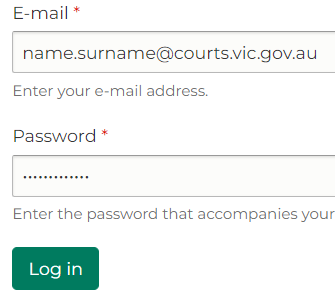 E-mail *
name.surname@courts.vic.gov.au
Enter your e-mail address.
Password *
•••••••••••••
Enter the password that accompanies your
Log in